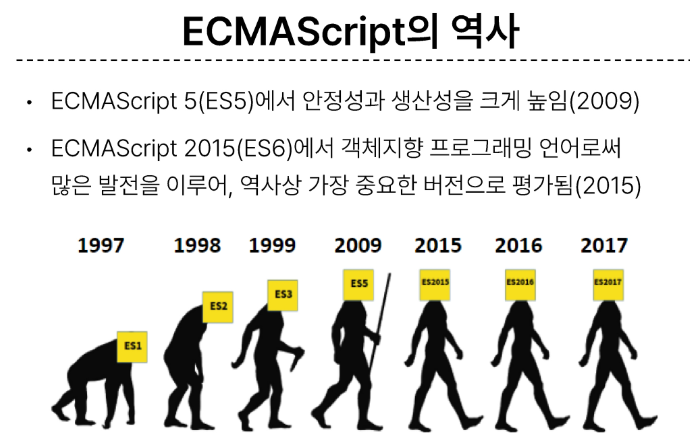 ECMAScript의 역사
• ECMAScript 5(ES5)에서 안정성과 생산성을 크게 높임(2009)
• ECMAScript 2015(ES6)에서 객체지향 프로그래밍 언어로써
많은 발전을 이루어, 역사상 가장 중요한 버전으로 평가됨(2015)
1997 1998 1999 2009 2015 2016 2017
ES1 ES2 ES3 ES5 ES2015 ES2016 ES2017